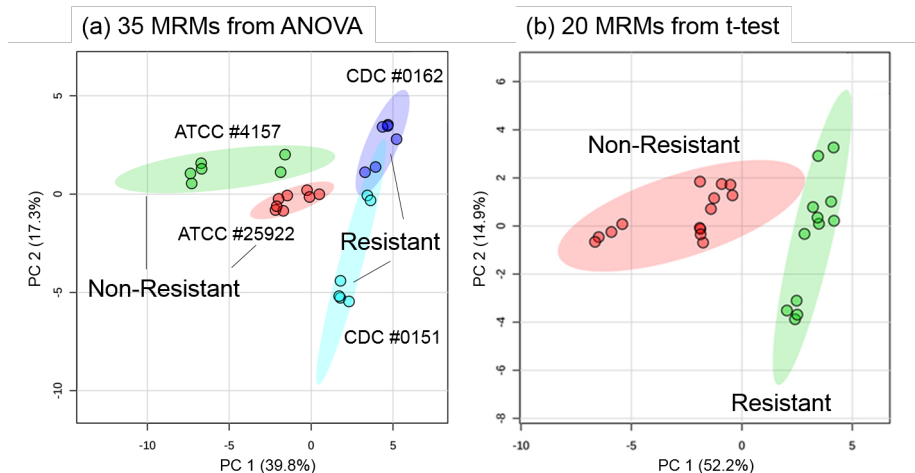 (a) 35 MRMs from ANOVA
CDC #0162
ATCC #4157
ATCC #25922
Resistant
Non-Resistant
CDC #0151
PC 2 (17.3%)
5
0
-5
-10
-10
-5
0
5
PC 1 (39.8%)
(b) 20 MRMs from t-test
Non-Resistant
Resistant
PC 2 (14.9%)
6
4
2
0
-2
-4
-6
-8
-10
-5
0
5
PC 1 (52.2%)